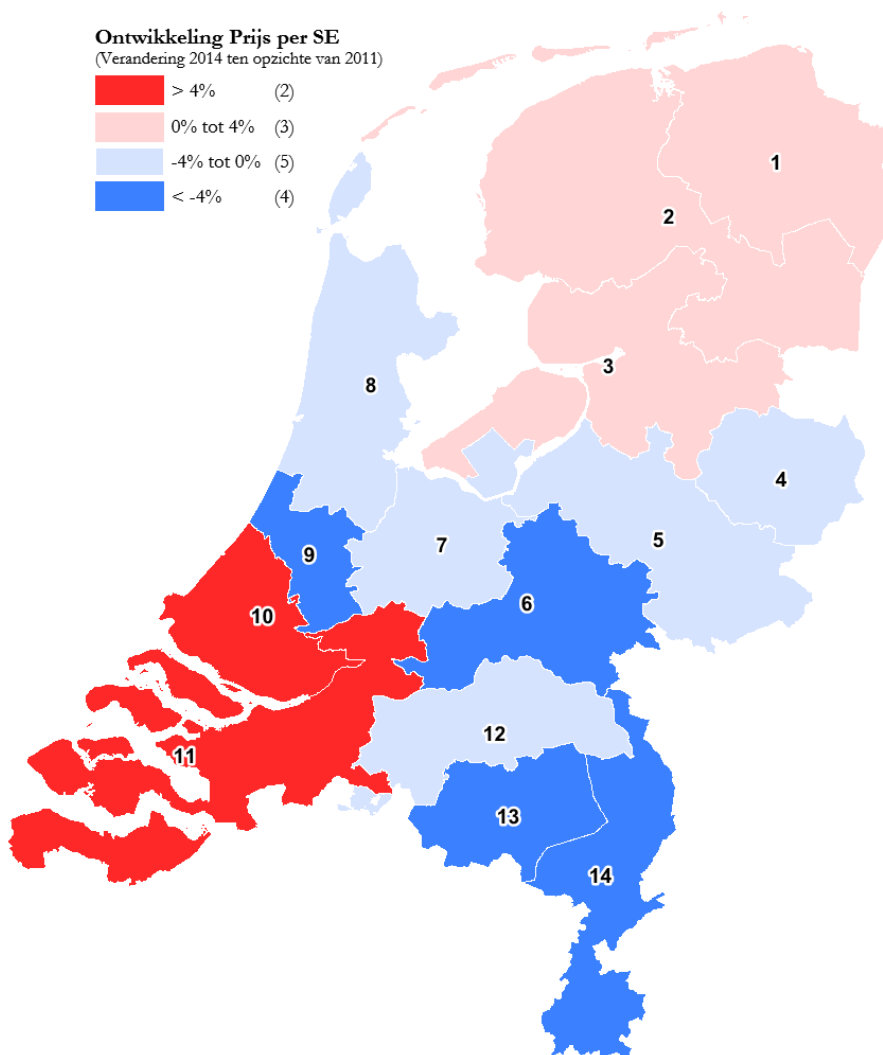 Ontwikkeling Prijs per SE
(Verandering 2014 ten opzichte van 2011)
> 4% (2)
0% tot 4% (3)
-4% tot 0% (5)
< -4% (4)
1
2
3
8
4
7
5
9
6
10
12
11
13
14